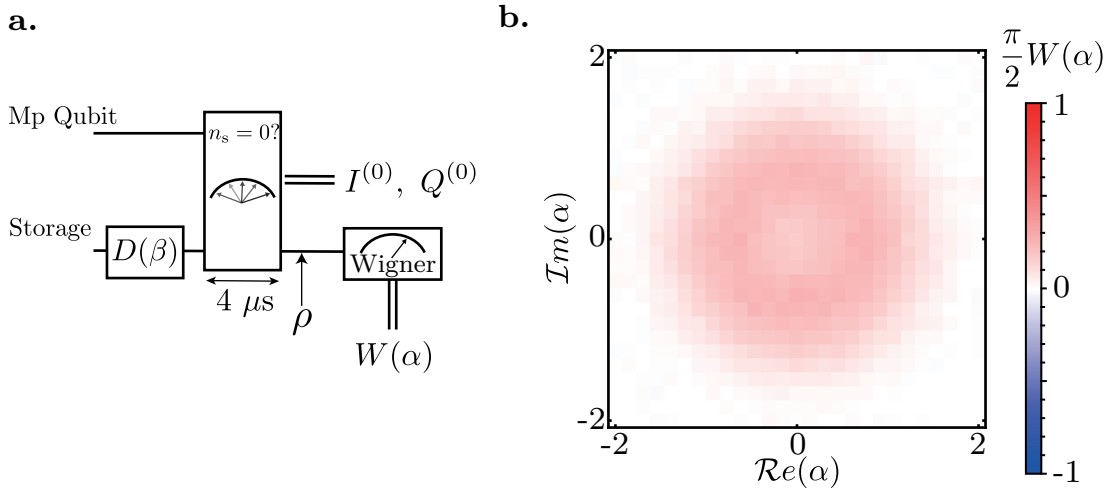 a.
Mp Qubit
n_s = 0?
I^(0), Q^(0)
Storage
D(β)
Wigner
4 μs
ρ
W(α)
b.
π/2 W(α)
2
0
-2
-2
0
2
Im(α)
Re(α)
1
0
-1